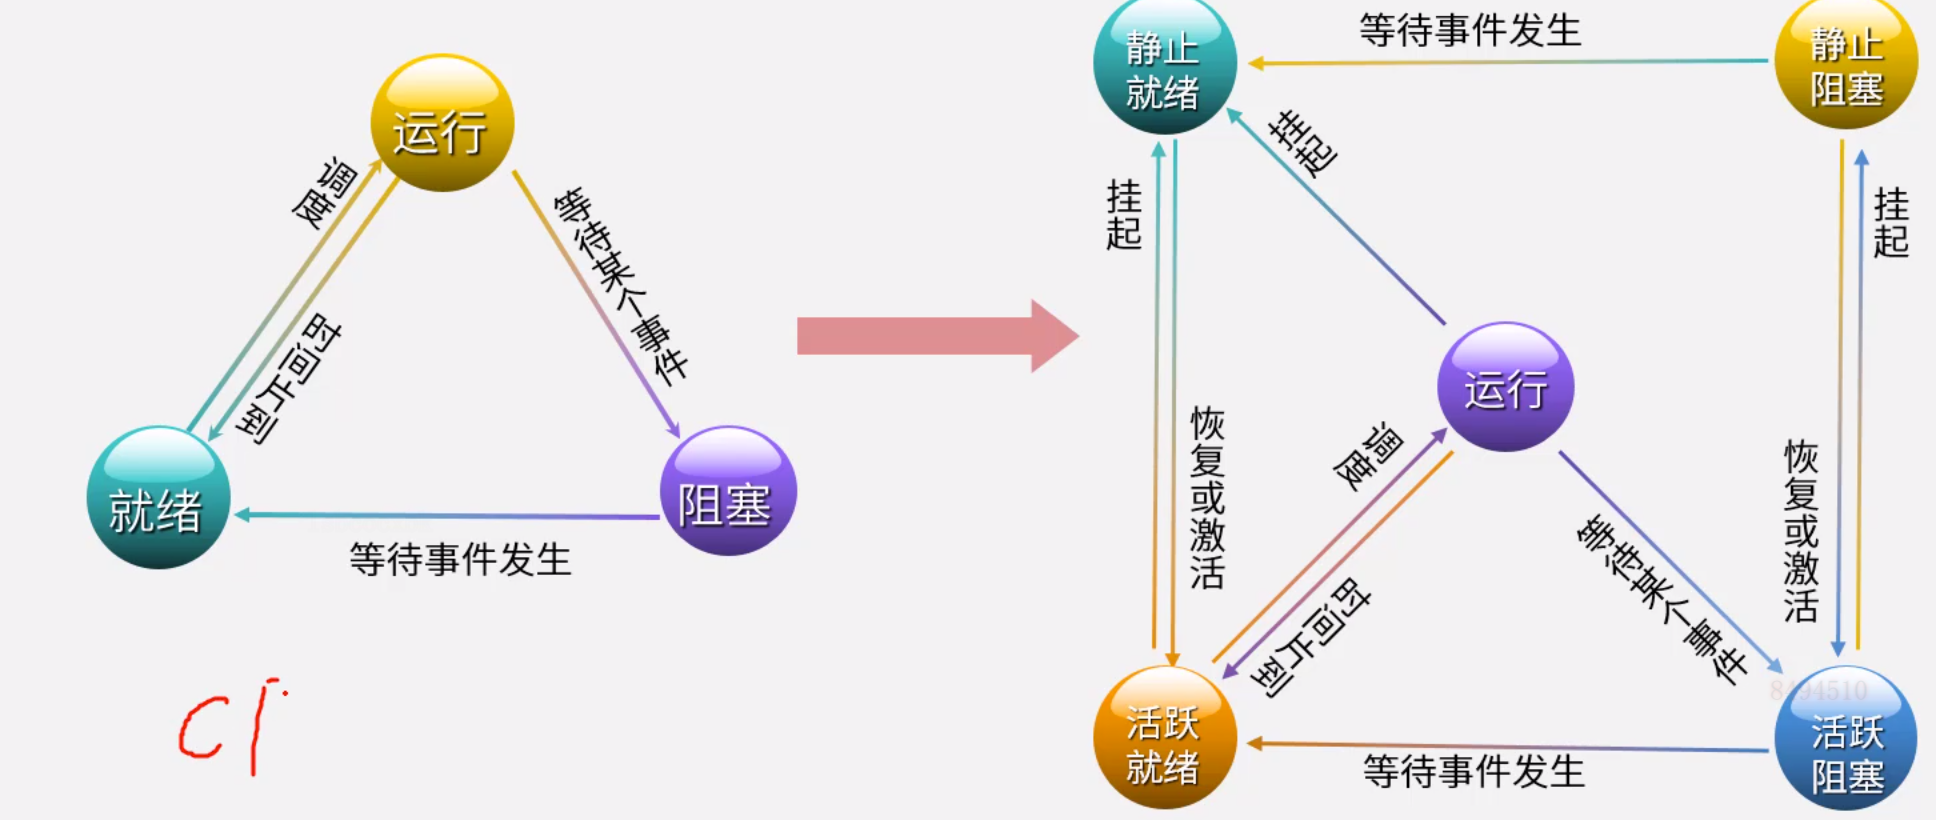 运行
调度
时间片到
等待某个事件
就绪
阻塞
等待事件发生
静止
就绪
等待事件发生
静止
阻塞
挂起
挂起
挂起
恢复或激活
运行
调度
时间片到
等待某个事件
恢复或激活
活跃
就绪
等待事件发生
活跃
阻塞
8494510